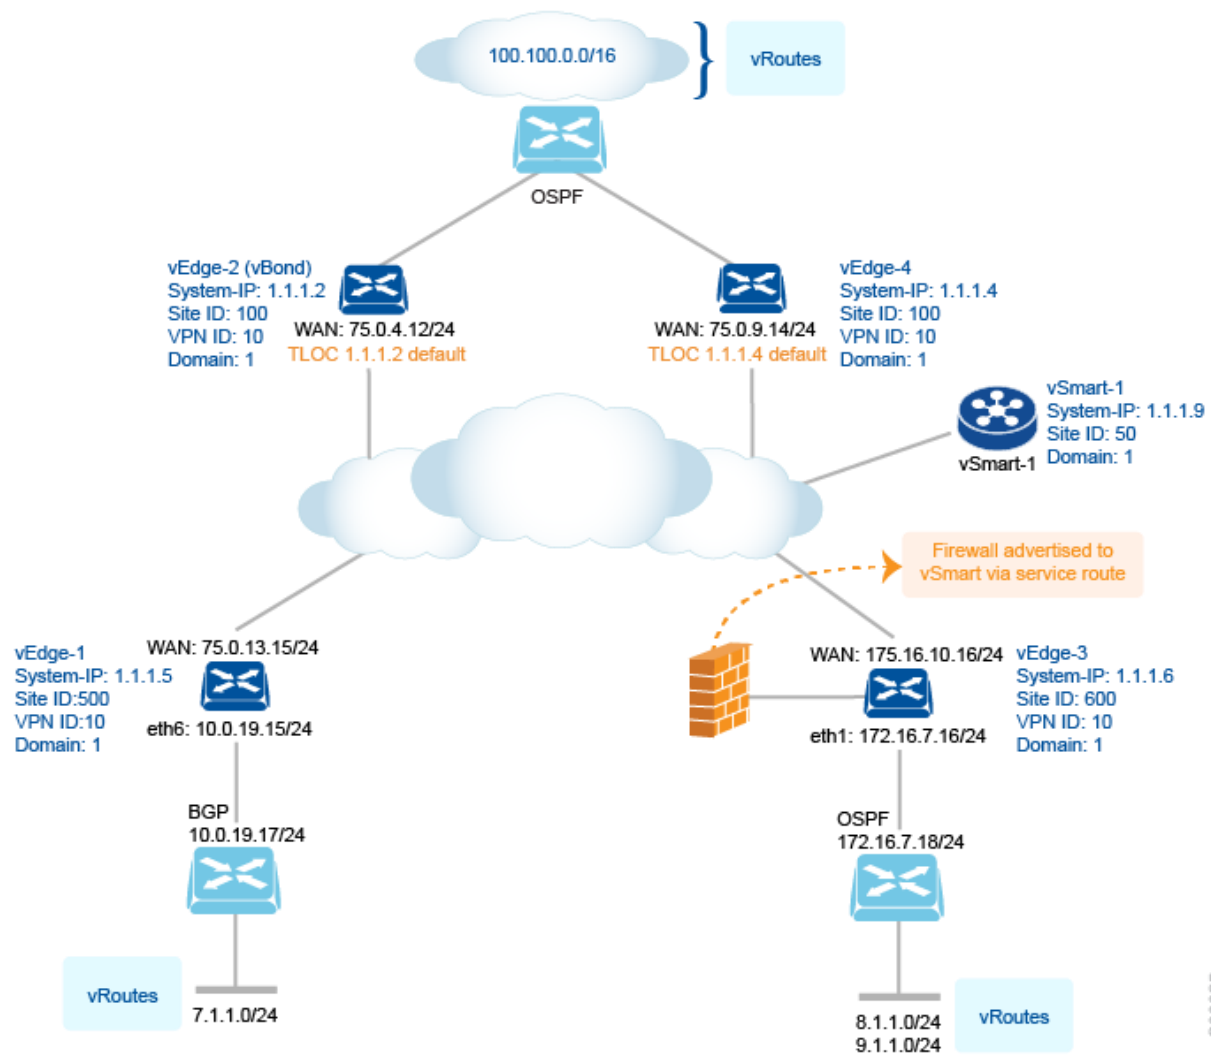 100.100.0.0/16
vRoutes
OSPF
vEdge-2 (vBond)
System-IP: 1.1.1.2
Site ID: 100
VPN ID: 10
Domain: 1
WAN: 75.0.4.12/24
TLOC 1.1.1.2 default
vEdge-4
System-IP: 1.1.1.4
Site ID: 100
VPN ID: 10
Domain: 1
WAN: 75.0.9.14/24
TLOC 1.1.1.4 default
vSmart-1
System-IP: 1.1.1.9
Site ID: 50
Domain: 1
vSmart-1
Firewall advertised to
vSmart via service route
WAN: 75.0.13.15/24
vEdge-1
System-IP: 1.1.1.5
Site ID:500
VPN ID:10
Domain: 1
eth6: 10.0.19.15/24
WAN: 175.16.10.16/24
vEdge-3
System-IP: 1.1.1.6
Site ID: 600
VPN ID: 10
Domain: 1
eth1: 172.16.7.16/24
BGP
10.0.19.17/24
OSPF
172.16.7.18/24
vRoutes
7.1.1.0/24
8.1.1.0/24
9.1.1.0/24
vRoutes